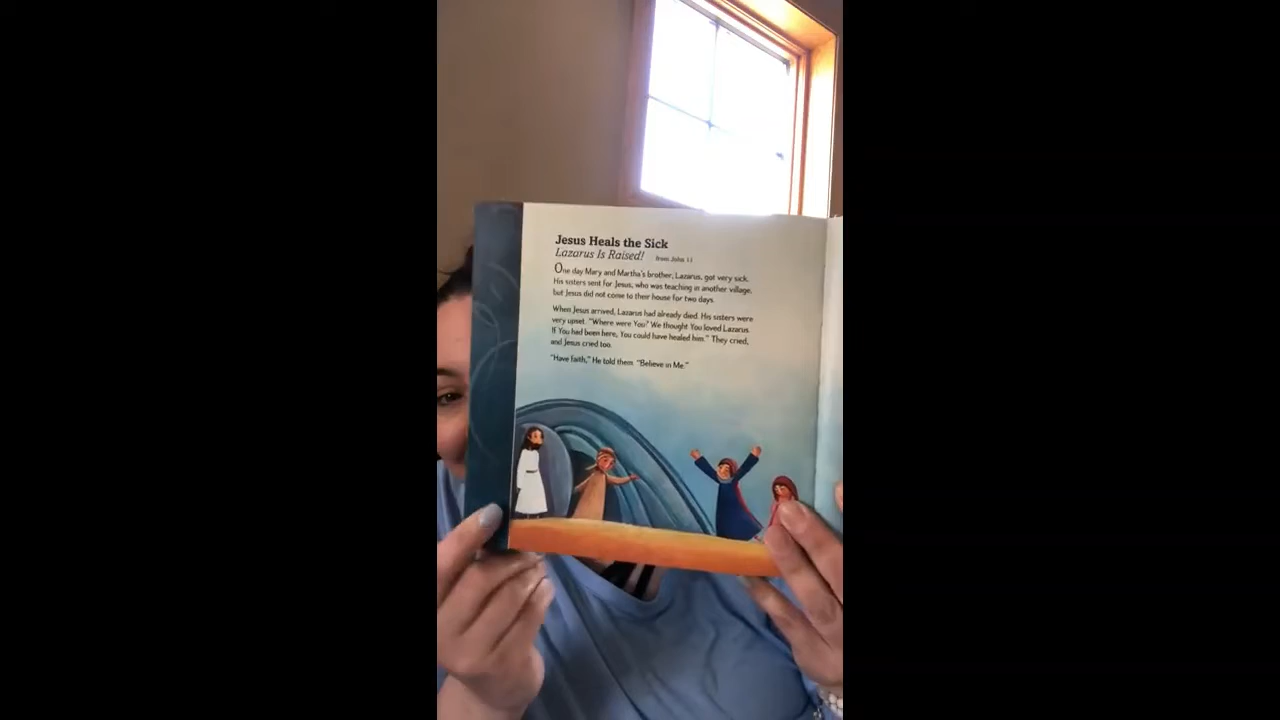 Jesus Heals the Sick
Lazarus Is Raised! from John 11
One day Mary and Martha's brother, Lazarus, got very sick.
His sisters sent for Jesus, who was teaching in another village,
but Jesus did not come to their house for two days.
When Jesus arrived, Lazarus had already died. His sisters were
very upset. "Where were You? We thought You loved Lazarus.
If You had been here, You could have healed him." They cried,
and Jesus cried too.
"Have faith," He told them. "Believe in Me."